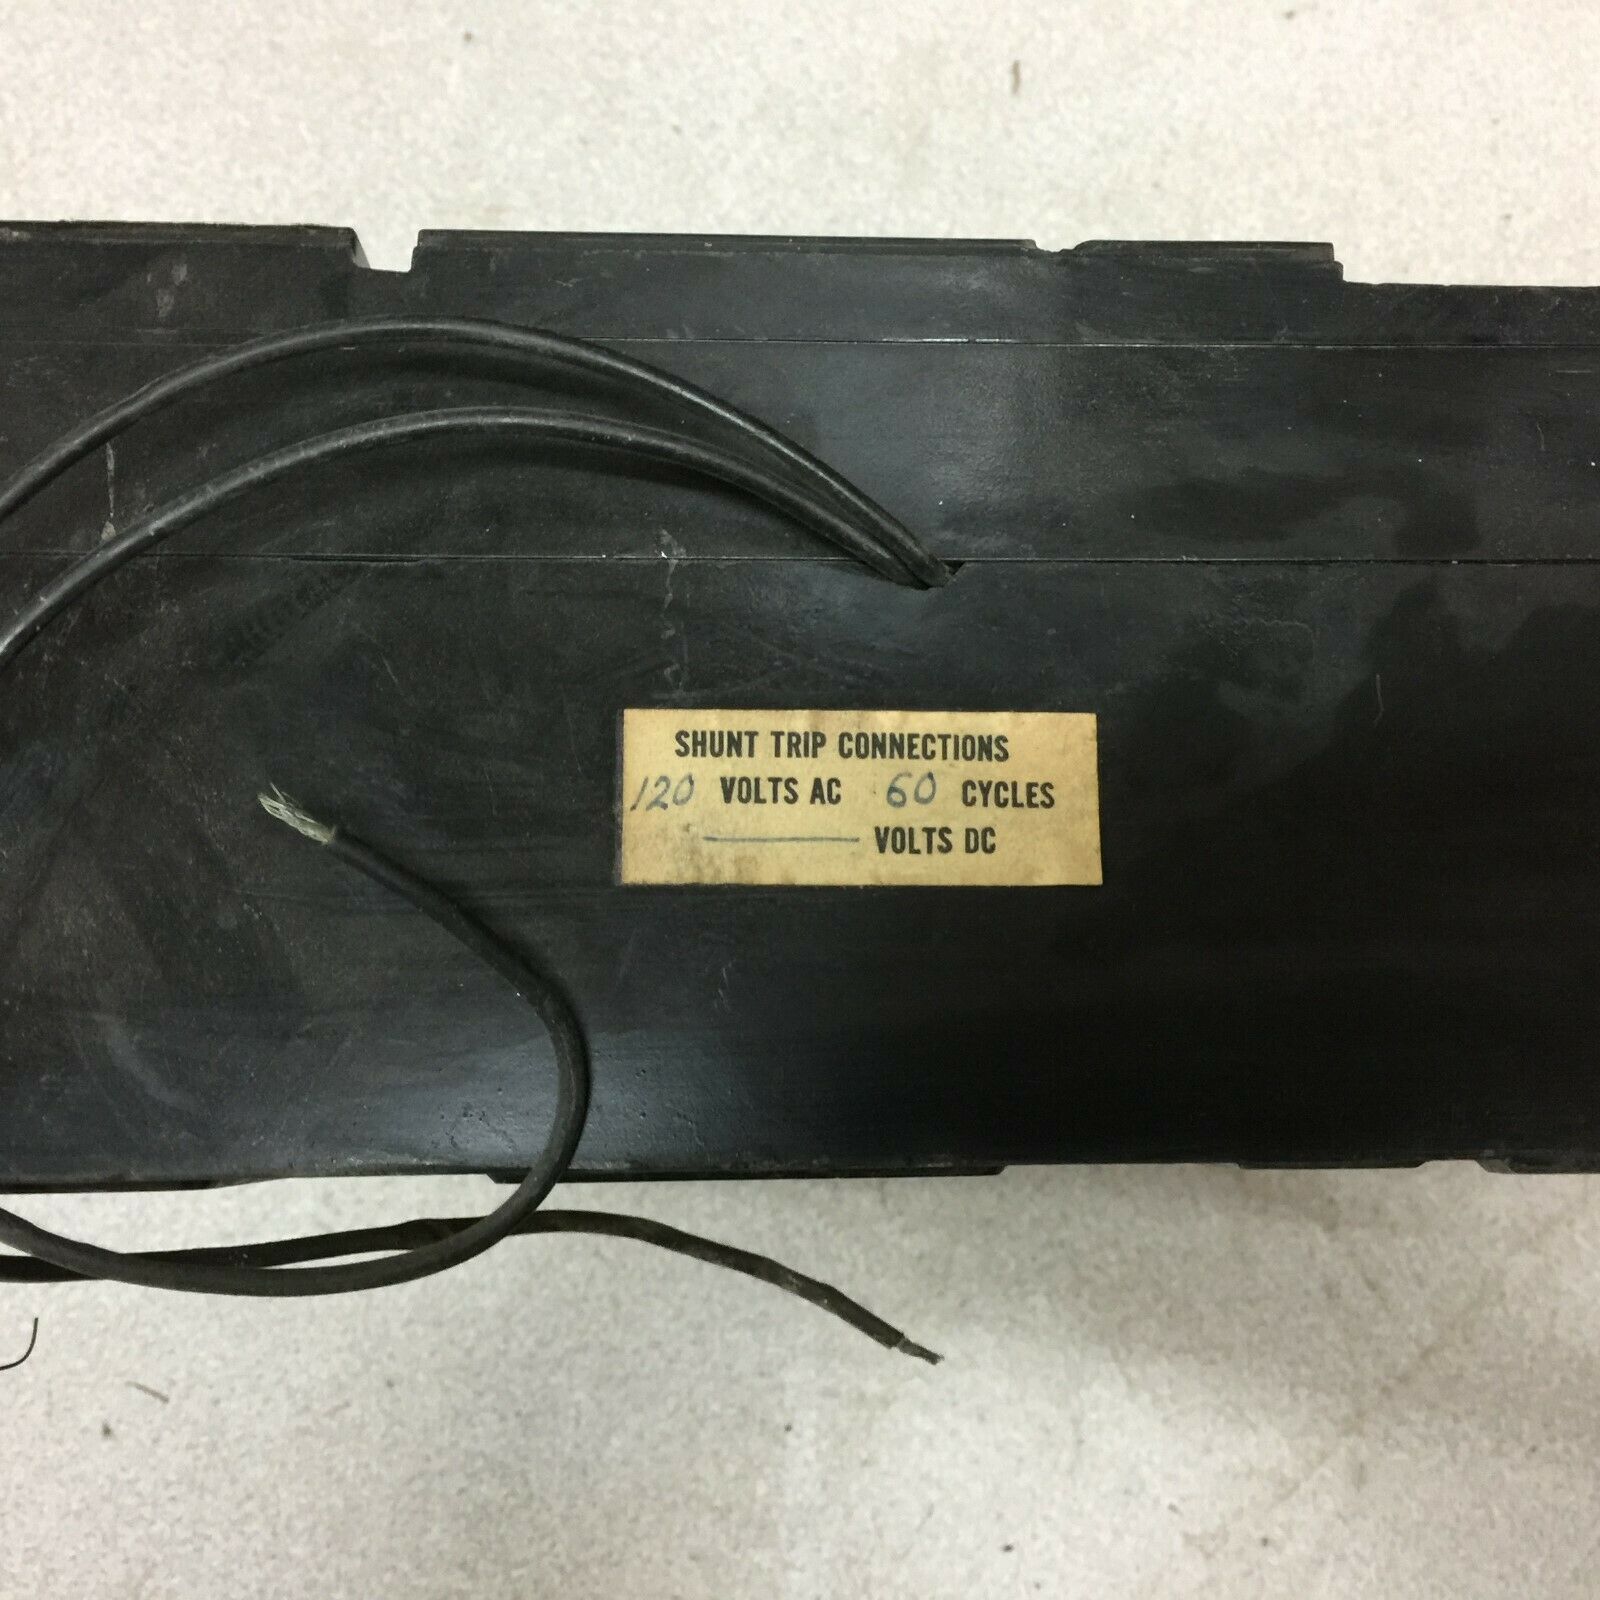 SHUNT TRIP CONNECTIONS
120 VOLTS AC 60 CYCLES
VOLTS DC